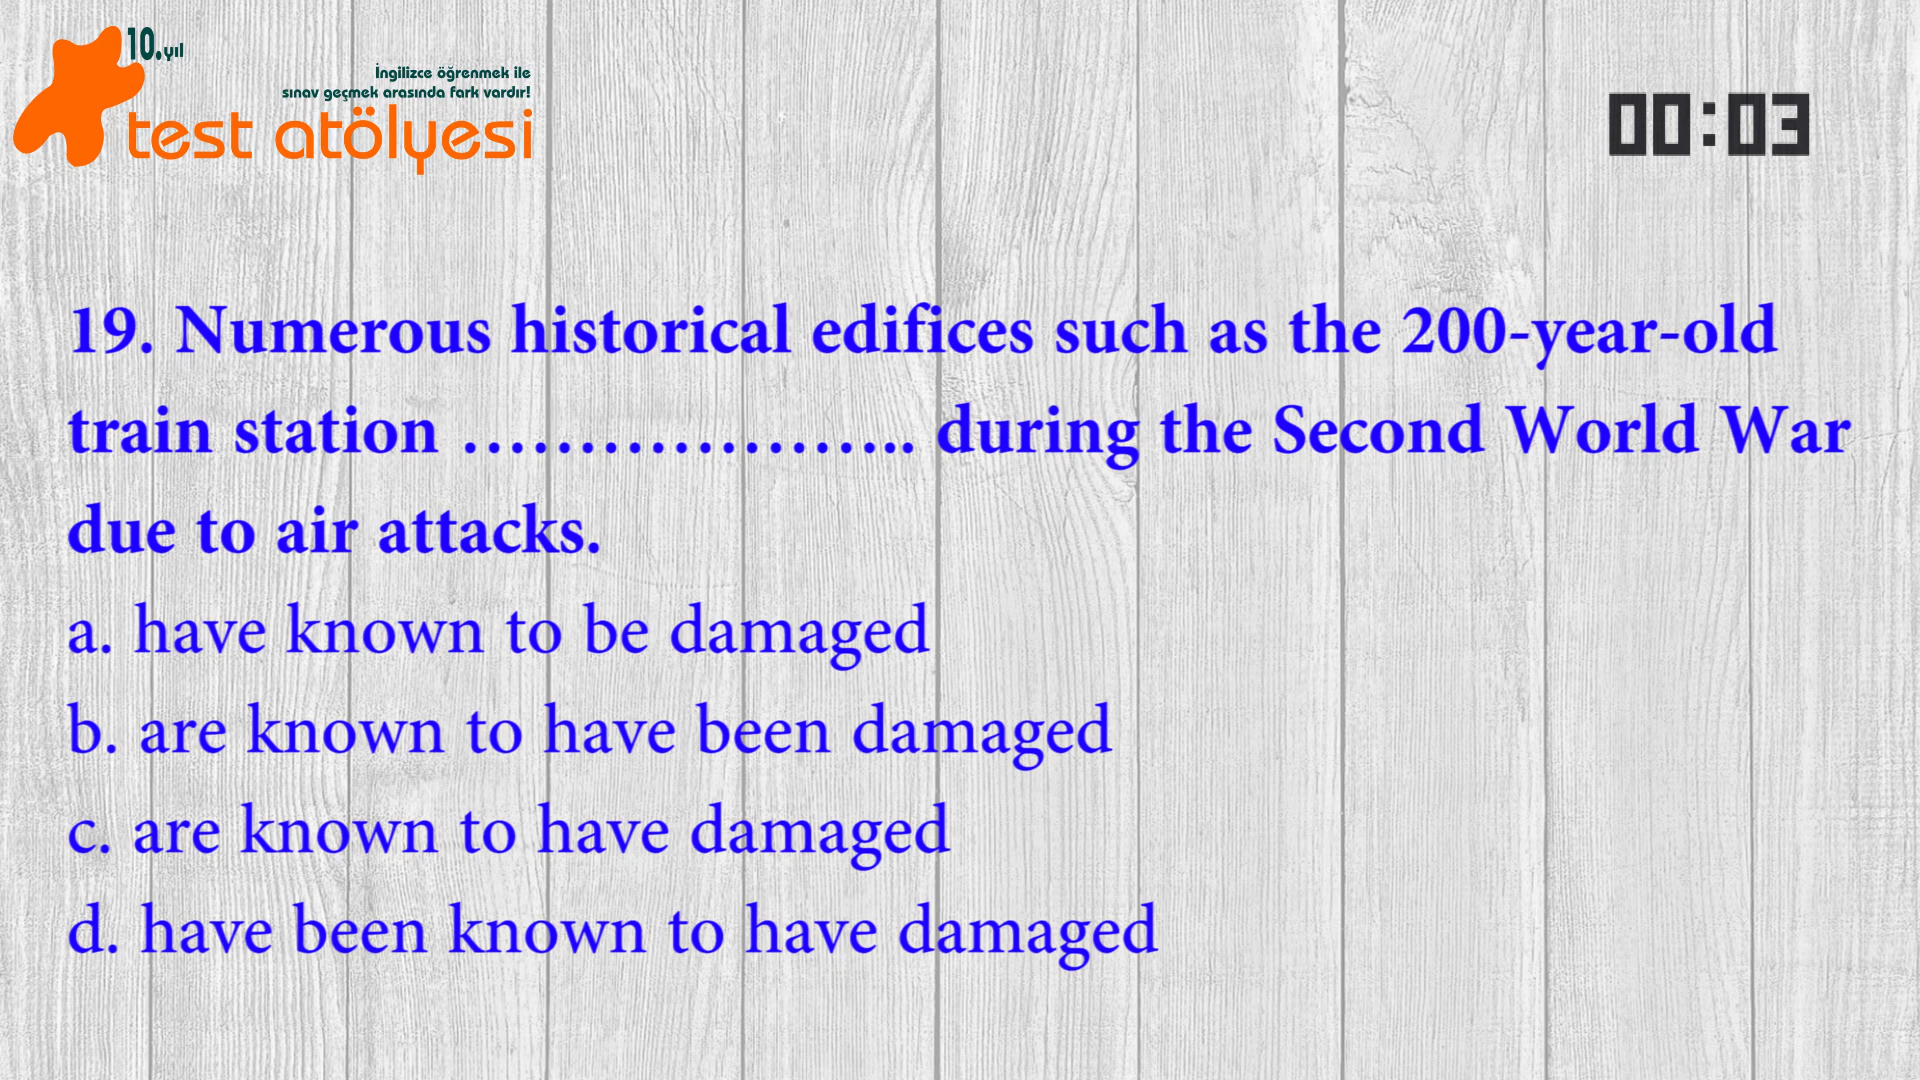 10.yıl
İngilizce öğrenmek ile
sınav geçmek arasında fark vardır!
test atölyesi
00:03
19. Numerous historical edifices such as the 200-year-old
train station ……………….. during the Second World War
due to air attacks.
a. have known to be damaged
b. are known to have been damaged
c. are known to have damaged
d. have been known to have damaged